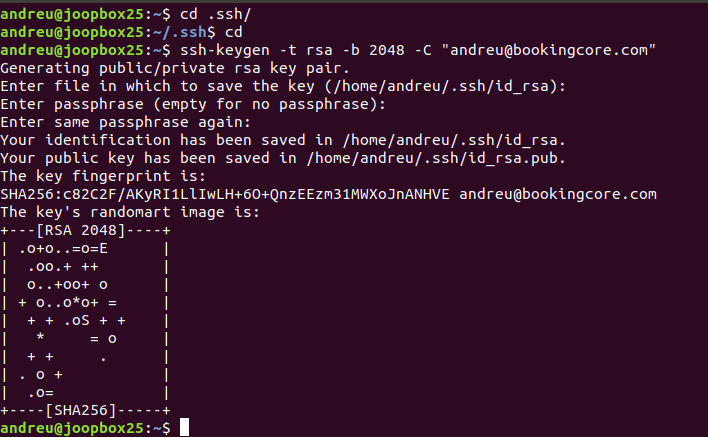 andreu@joopbox25:~$ cd .ssh/
andreu@joopbox25:~/.ssh$ cd
andreu@joopbox25:~$ ssh-keygen -t rsa -b 2048 -C "andreu@bookingcore.com"
Generating public/private rsa key pair.
Enter file in which to save the key (/home/andreu/.ssh/id_rsa):
Enter passphrase (empty for no passphrase):
Enter same passphrase again:
Your identification has been saved in /home/andreu/.ssh/id_rsa.
Your public key has been saved in /home/andreu/.ssh/id_rsa.pub.
The key fingerprint is:
SHA256:c82C2F/AKyRI1LlIwLH+6O+QnzEEzm31MWXoJnANHVE andreu@bookingcore.com
The key's randomart image is:
+---[RSA 2048]----+
| .o+o..=o=E      |
|  .oo.+ ++       |
|  o..+oo+ o      |
| + o..o*o+ =     |
|  + + .oS + +    |
|   *     = o     |
|  + +     .      |
| . o +           |
|  .o=            |
+----[SHA256]-----+
andreu@joopbox25:~$